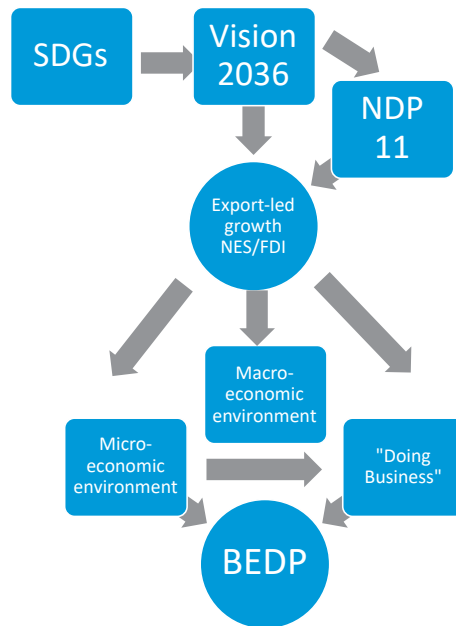 SDGs
Vision
2036
NDP
11
Export-led
growth
NES/FDI
Macro-
economic
environment
Micro-
economic
environment
"Doing
Business"
BEDP